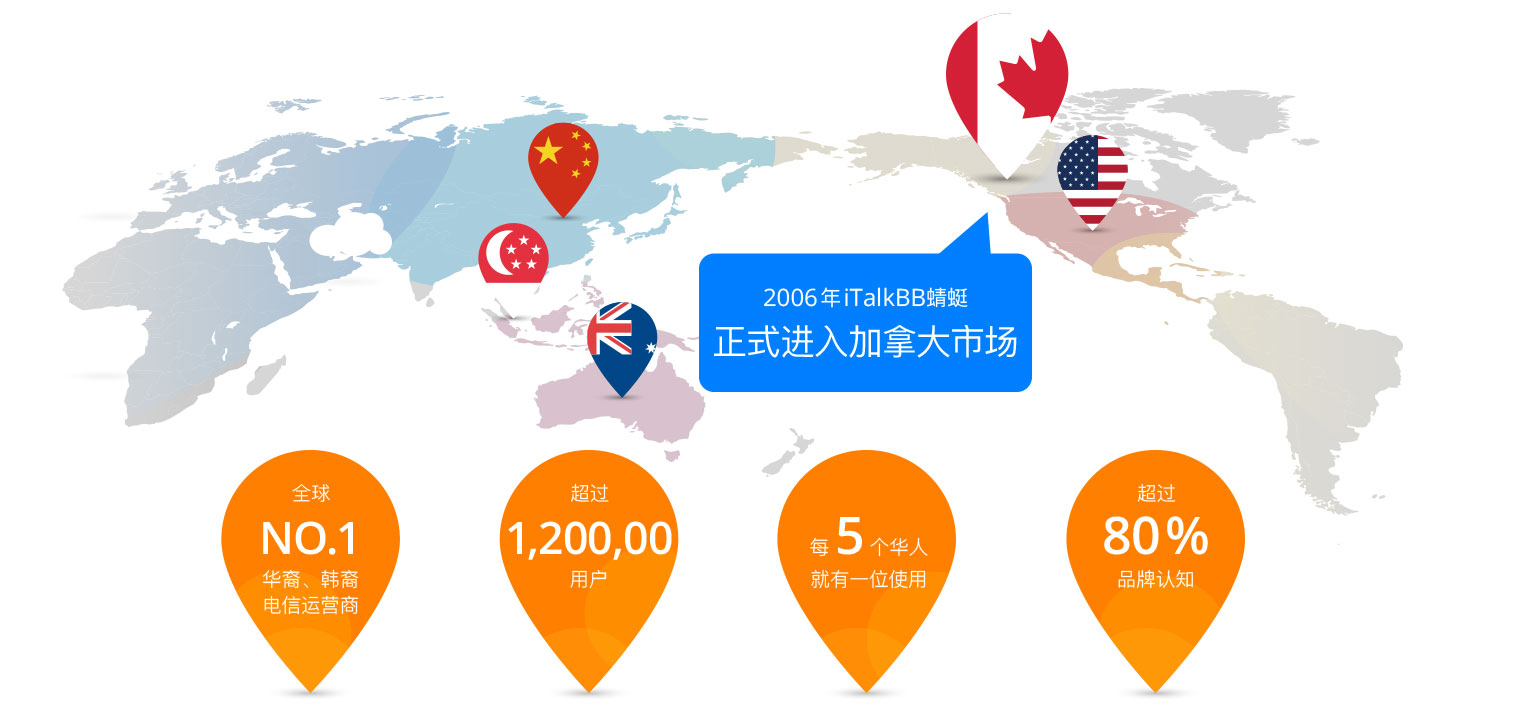 2006年iTalkBB蜻蜓
正式进入加拿大市场
全球
NO.1
华裔、韩裔
电信运营商
超过
1,200,00
用户
每 5 个华人
就有一位使用
超过
80%
品牌认知